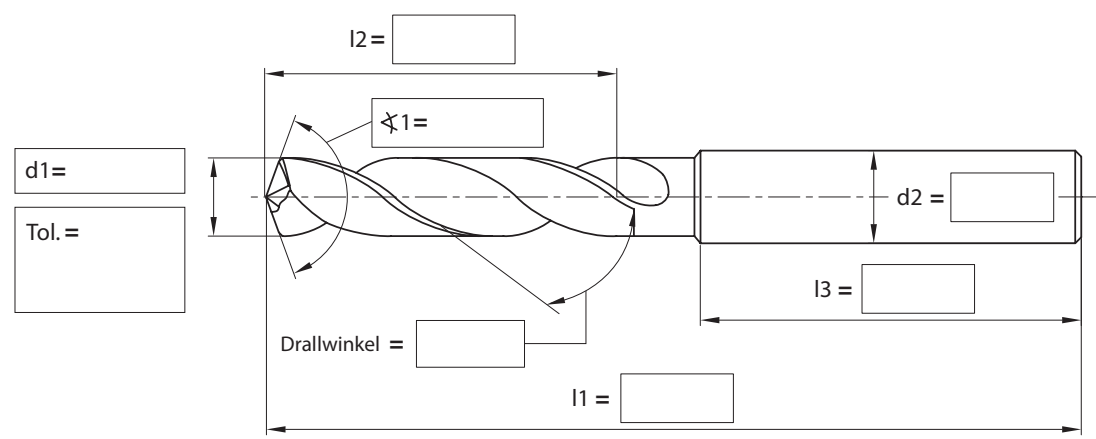 l2 =
∢1=
d1=
Tol. =
d2 =
l3 =
Drallwinkel =
l1 =